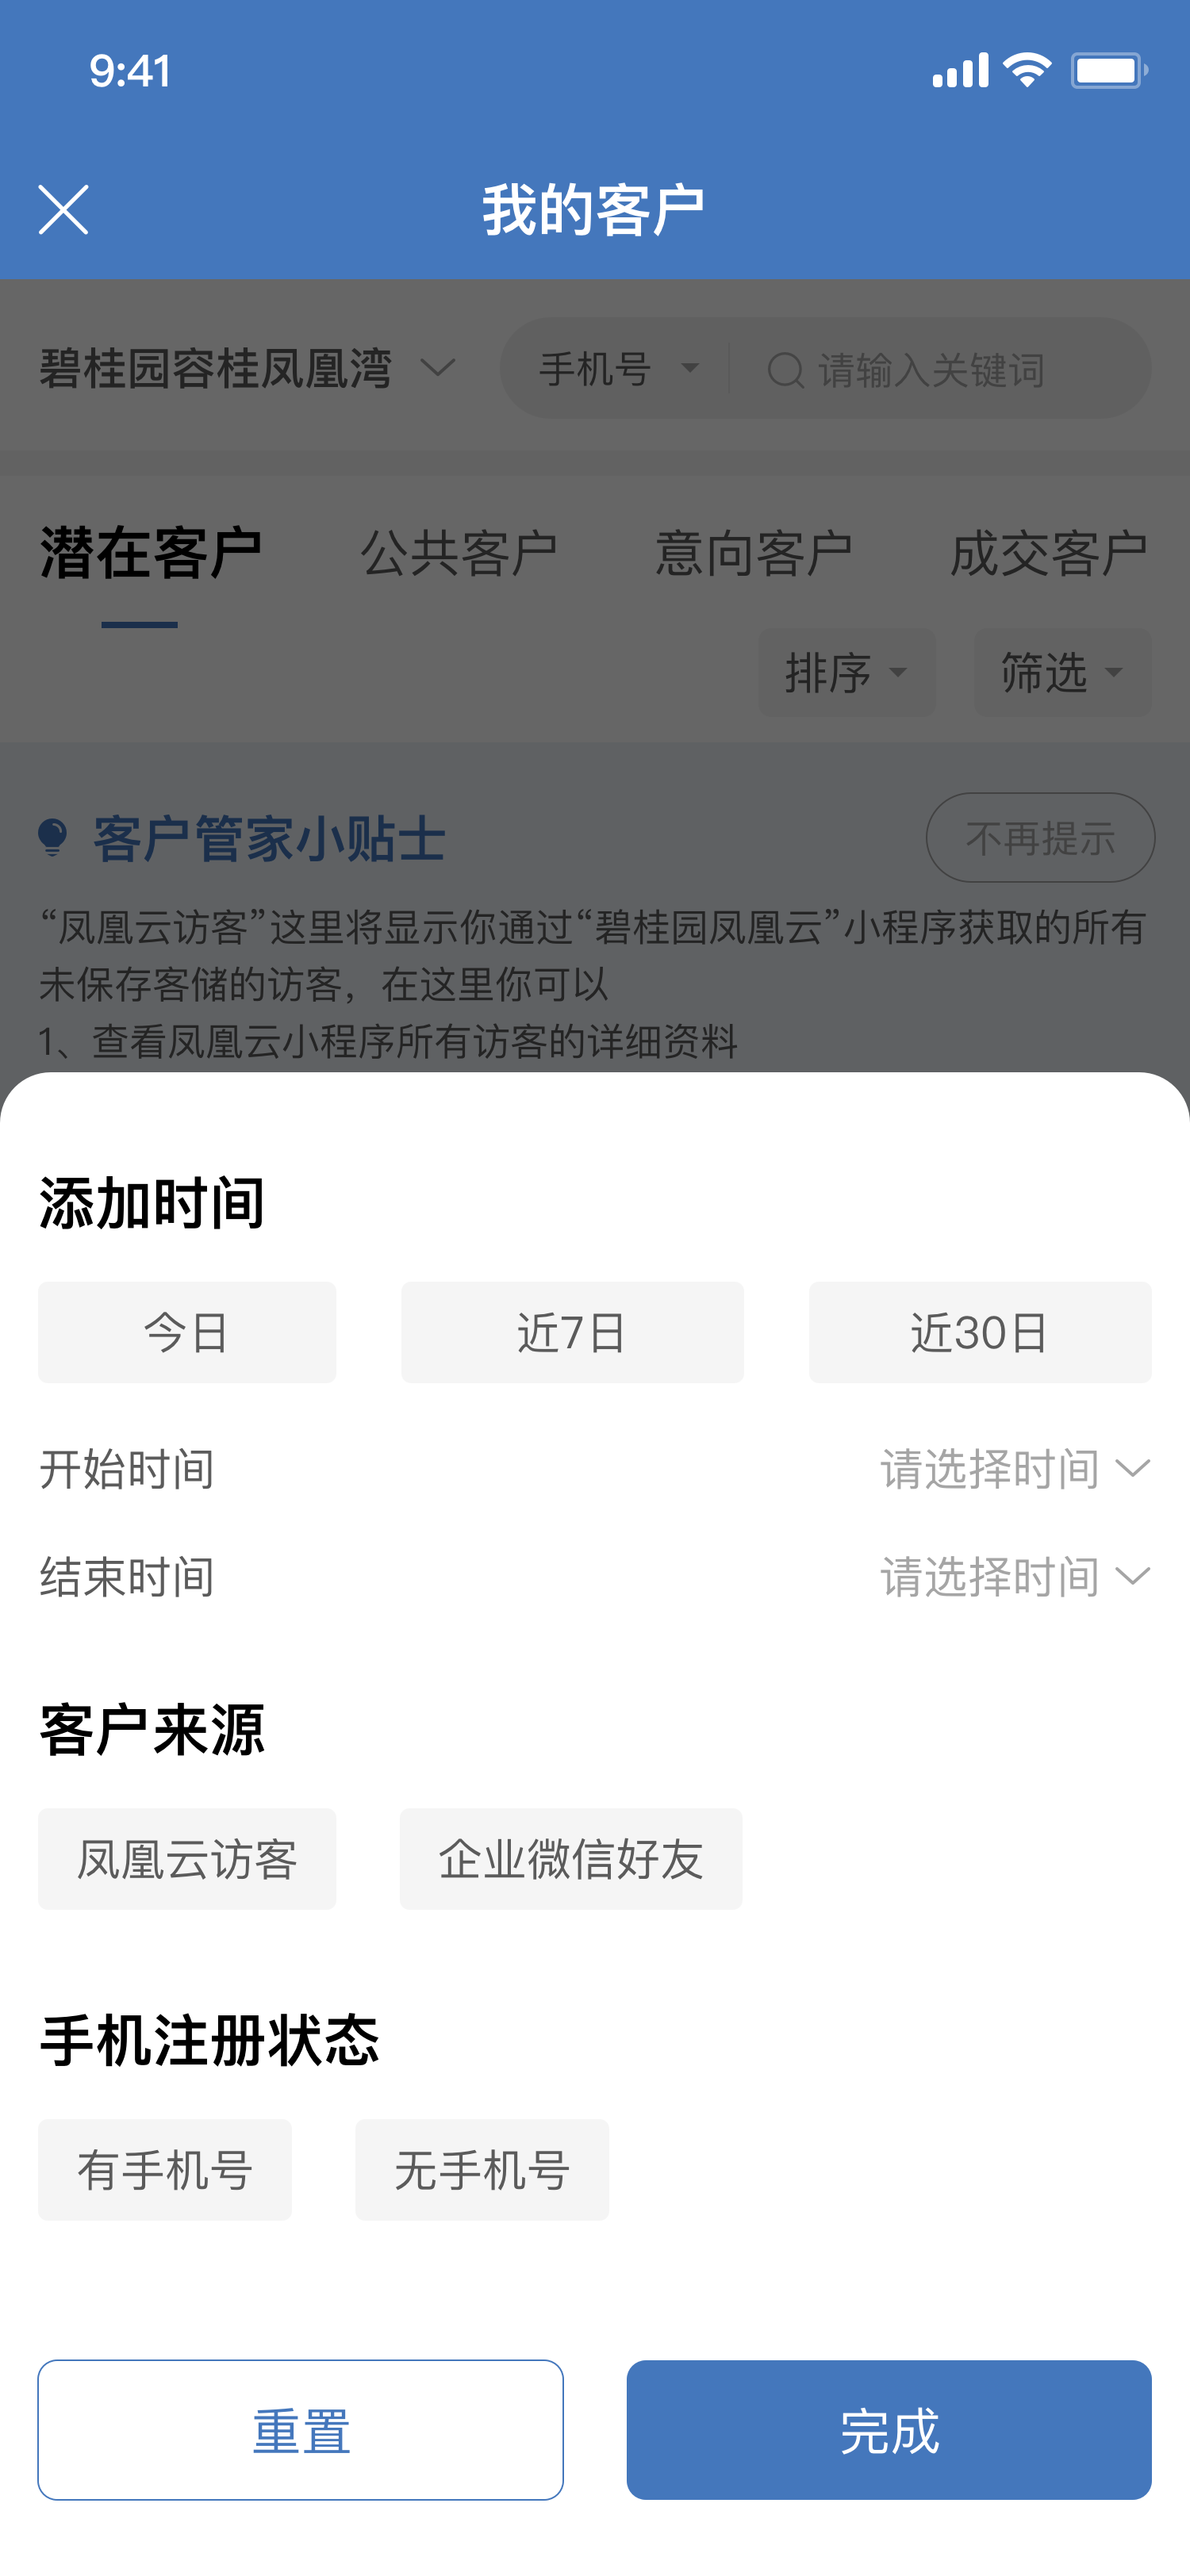 9:41
我的客户
碧桂园容桂凤凰湾 手机号 请输入关键词
潜在客户 公共客户 意向客户 成交客户
排序 筛选
客户管家小贴士 不再提示
“凤凰云访客”这里将显示你通过“碧桂园凤凰云”小程序获取的所有
未保存客储的访客，在这里你可以
1、查看凤凰云小程序所有访客的详细资料
添加时间
今日 近7日 近30日
开始时间 请选择时间
结束时间 请选择时间
客户来源
凤凰云访客 企业微信好友
手机注册状态
有手机号 无手机号
重置 完成